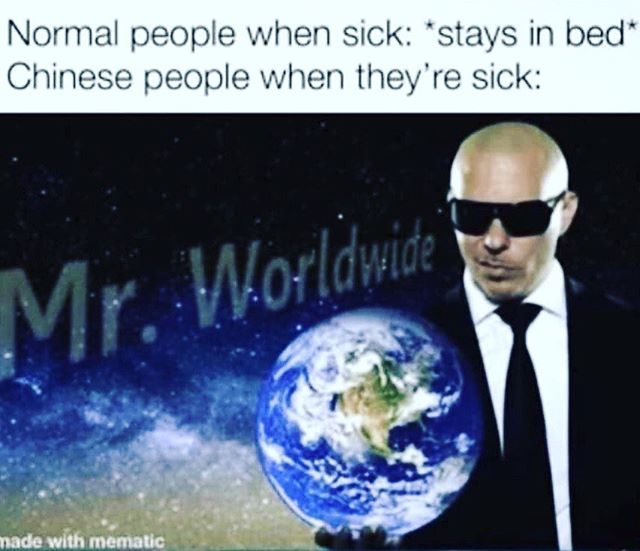 Normal people when sick: *stays in bed*
Chinese people when they're sick:
Mr. Worldwide
made with mematic